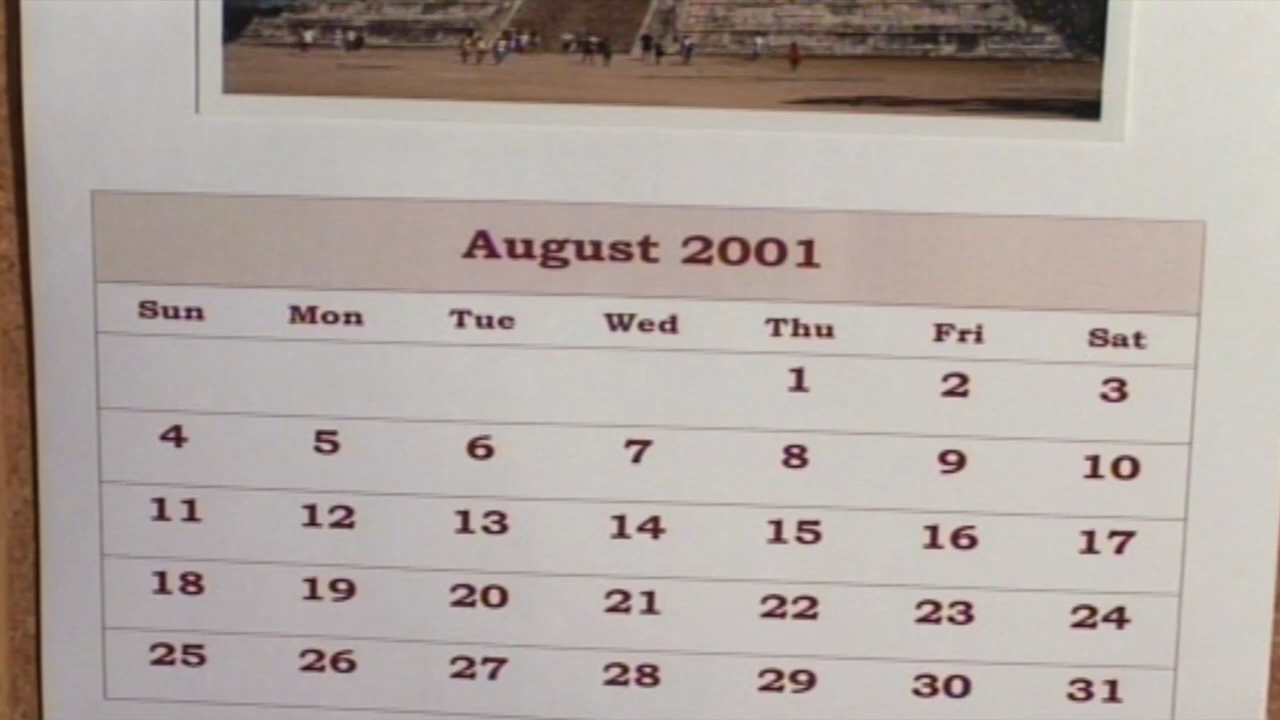 August 2001
Sun Mon Tue Wed Thu Fri Sat
1 2 3
4 5 6 7 8 9 10
11 12 13 14 15 16 17
18 19 20 21 22 23 24
25 26 27 28 29 30 31